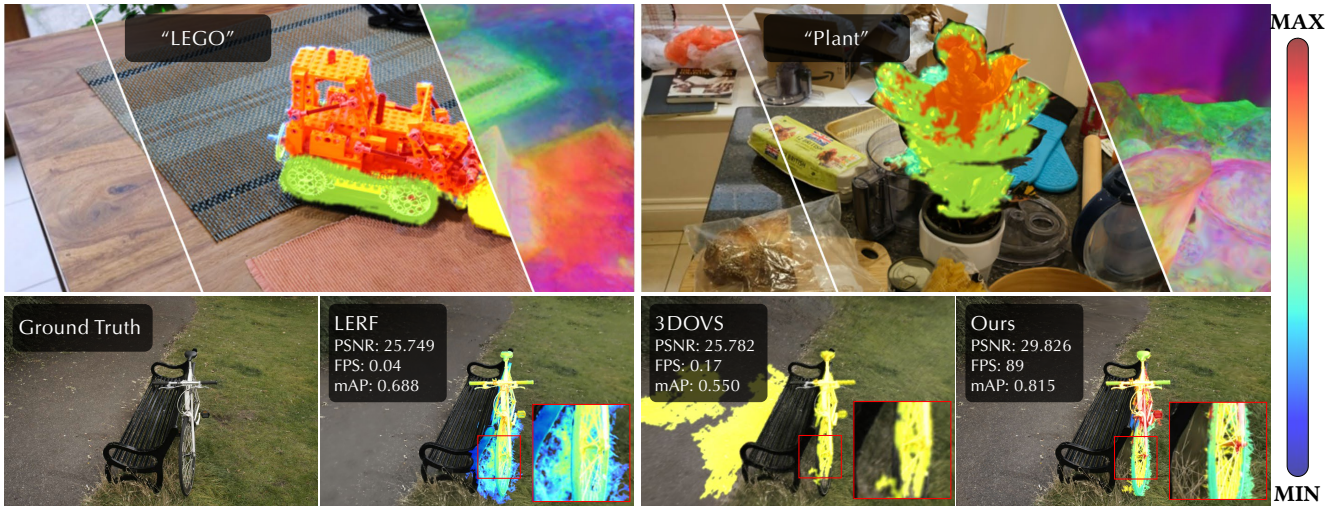 “LEGO”
“Plant”
MAX
Ground Truth
LERF
PSNR: 25.749
FPS: 0.04
mAP: 0.688
3DOVS
PSNR: 25.782
FPS: 0.17
mAP: 0.550
Ours
PSNR: 29.826
FPS: 89
mAP: 0.815
MIN